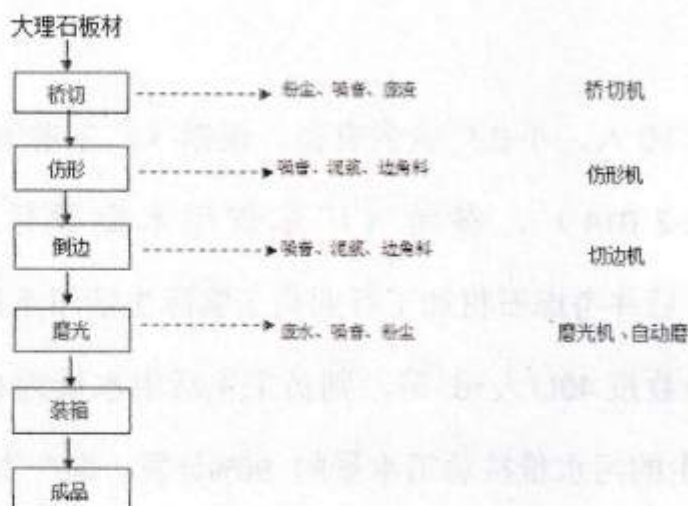 大理石板材
桥切 粉尘、噪音、废渣 桥切机
仿形 噪音、泥浆、边角料 仿形机
倒边 噪音、泥浆、边角料 切边机
磨光 废水、噪音、粉尘 磨光机、自动磨
装箱
成品